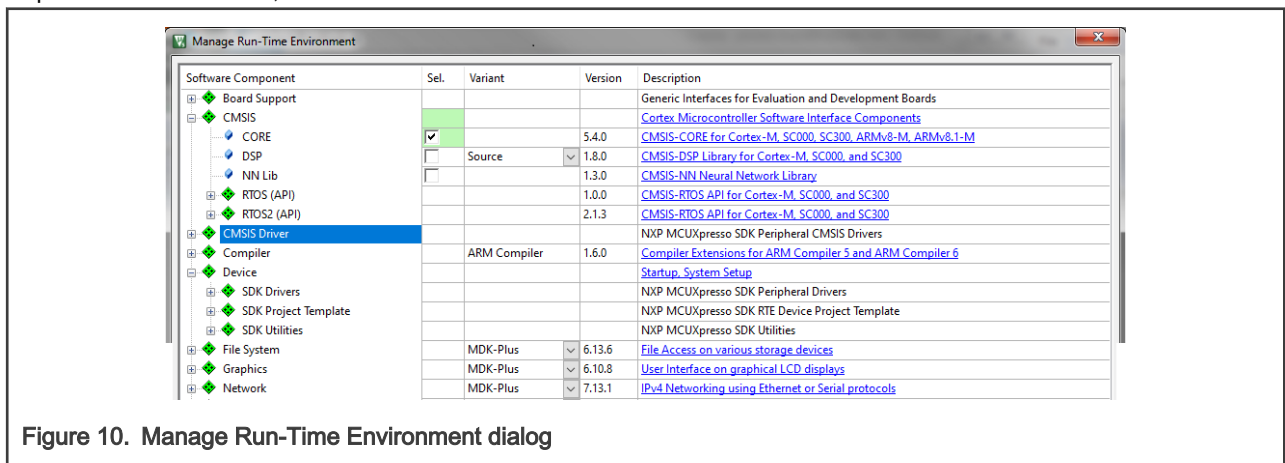 Manage Run-Time Environment
Software Component Sel. Variant Version Description
Board Support Generic Interfaces for Evaluation and Development Boards
CMSIS Cortex Microcontroller Software Interface Components
CORE 5.4.0 CMSIS-CORE for Cortex-M, SC000, SC300, ARMv8-M, ARMv8.1-M
DSP Source 1.8.0 CMSIS-DSP Library for Cortex-M, SC000, and SC300
NN Lib 1.3.0 CMSIS-NN Neural Network Library
RTOS (API) 1.0.0 CMSIS-RTOS API for Cortex-M, SC000, and SC300
RTOS2 (API) 2.1.3 CMSIS-RTOS API for Cortex-M, SC000, and SC300
CMSIS Driver NXP MCUXpresso SDK Peripheral CMSIS Drivers
Compiler ARM Compiler 1.6.0 Compiler Extensions for ARM Compiler 5 and ARM Compiler 6
Device Startup, System Setup
SDK Drivers NXP MCUXpresso SDK Peripheral Drivers
SDK Project Template NXP MCUXpresso SDK RTE Device Project Template
SDK Utilities NXP MCUXpresso SDK Utilities
File System MDK-Plus 6.13.6 File Access on various storage devices
Graphics MDK-Plus 6.10.8 User Interface on graphical LCD displays
Network MDK-Plus 7.13.1 IPv4 Networking using Ethernet or Serial protocols
Figure 10. Manage Run-Time Environment dialog